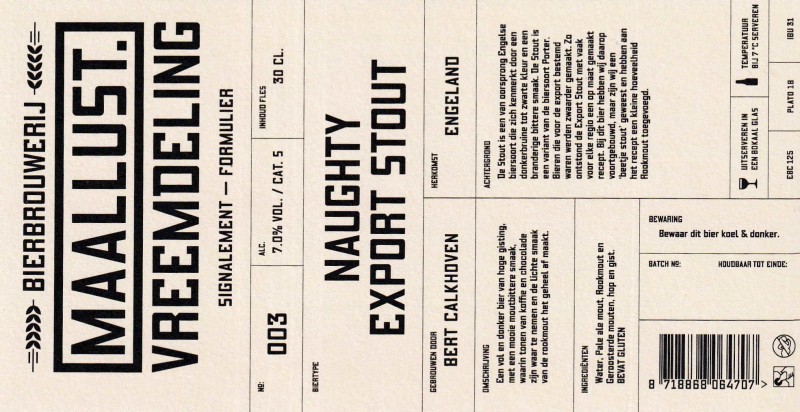 BIERBROUWERIJ
MAALLUST.
VREEMDELING
SIGNALEMENT – FORMULIER
№:
003
ALC.
7.0% VOL. / CAT. S
INHOUD FLES
30 CL.
BIERTYPE
NAUGHTY
EXPORT STOUT
GEBROUWEN DOOR
BERT CALKHOVEN
HERKOMST
ENGELAND
OMSCHRIJVING
Een vol en donker bier van hoge gisting,
met een mooie moutbittere smaak,
waarin tonen van koffie en chocolade
zijn waar te nemen en de lichte smaak
van de rookmout het geheel af maakt.
ACHTERGROND
De Stout is een van oorsprong Engelse
biersoort die zich kenmerkt door een
donkerbruine tot zwarte kleur en een
branderige bittere smaak. De Stout is
een variant van de biersoort Porter.
Bieren die voor de export bestemd
waren werden zwaarder gemaakt. Zo
ontstond de Export Stout met vaak
voor elke regio een op maat gemaakt
recept. Bij dit bier hebben wij daarop
voortgebouwd, maar zijn wij een
'beetje stout' geweest en hebben aan
het recept een kleine hoeveelheid
Rookmout toegevoegd.
INGREDIËNTEN
Water, Pale ale mout, Rookmout en
Geroosterde mouten, hop en gist.
BEVAT GLUTEN
BEWARING
Bewaar dit bier koel & donker.
BATCH №:
HOUDBAAR TOT EINDE:
8 718868 064707 >
UITSERVEREN IN
EEN BOKAAL GLAS
TEMPERATUUR
BIJ 7 °C SERVEREN
EBC 125
PLATO 18
IBU 31